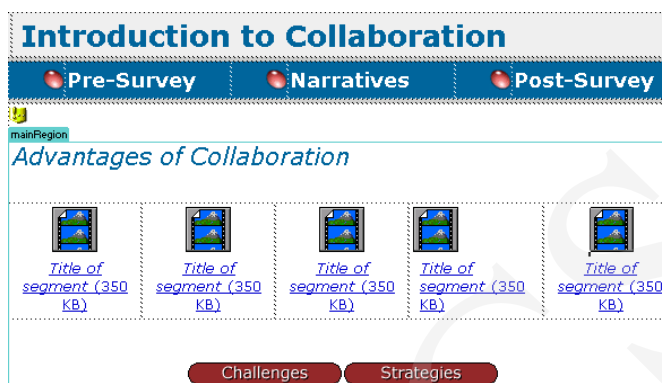 Introduction to Collaboration
Pre-Survey Narratives Post-Survey
mainRegion
Advantages of Collaboration
Title of Title of Title of Title of Title of
segment (350 segment (350 segment (350 segment (350 segment (350
KB) KB) KB) KB) KB)
Challenges Strategies